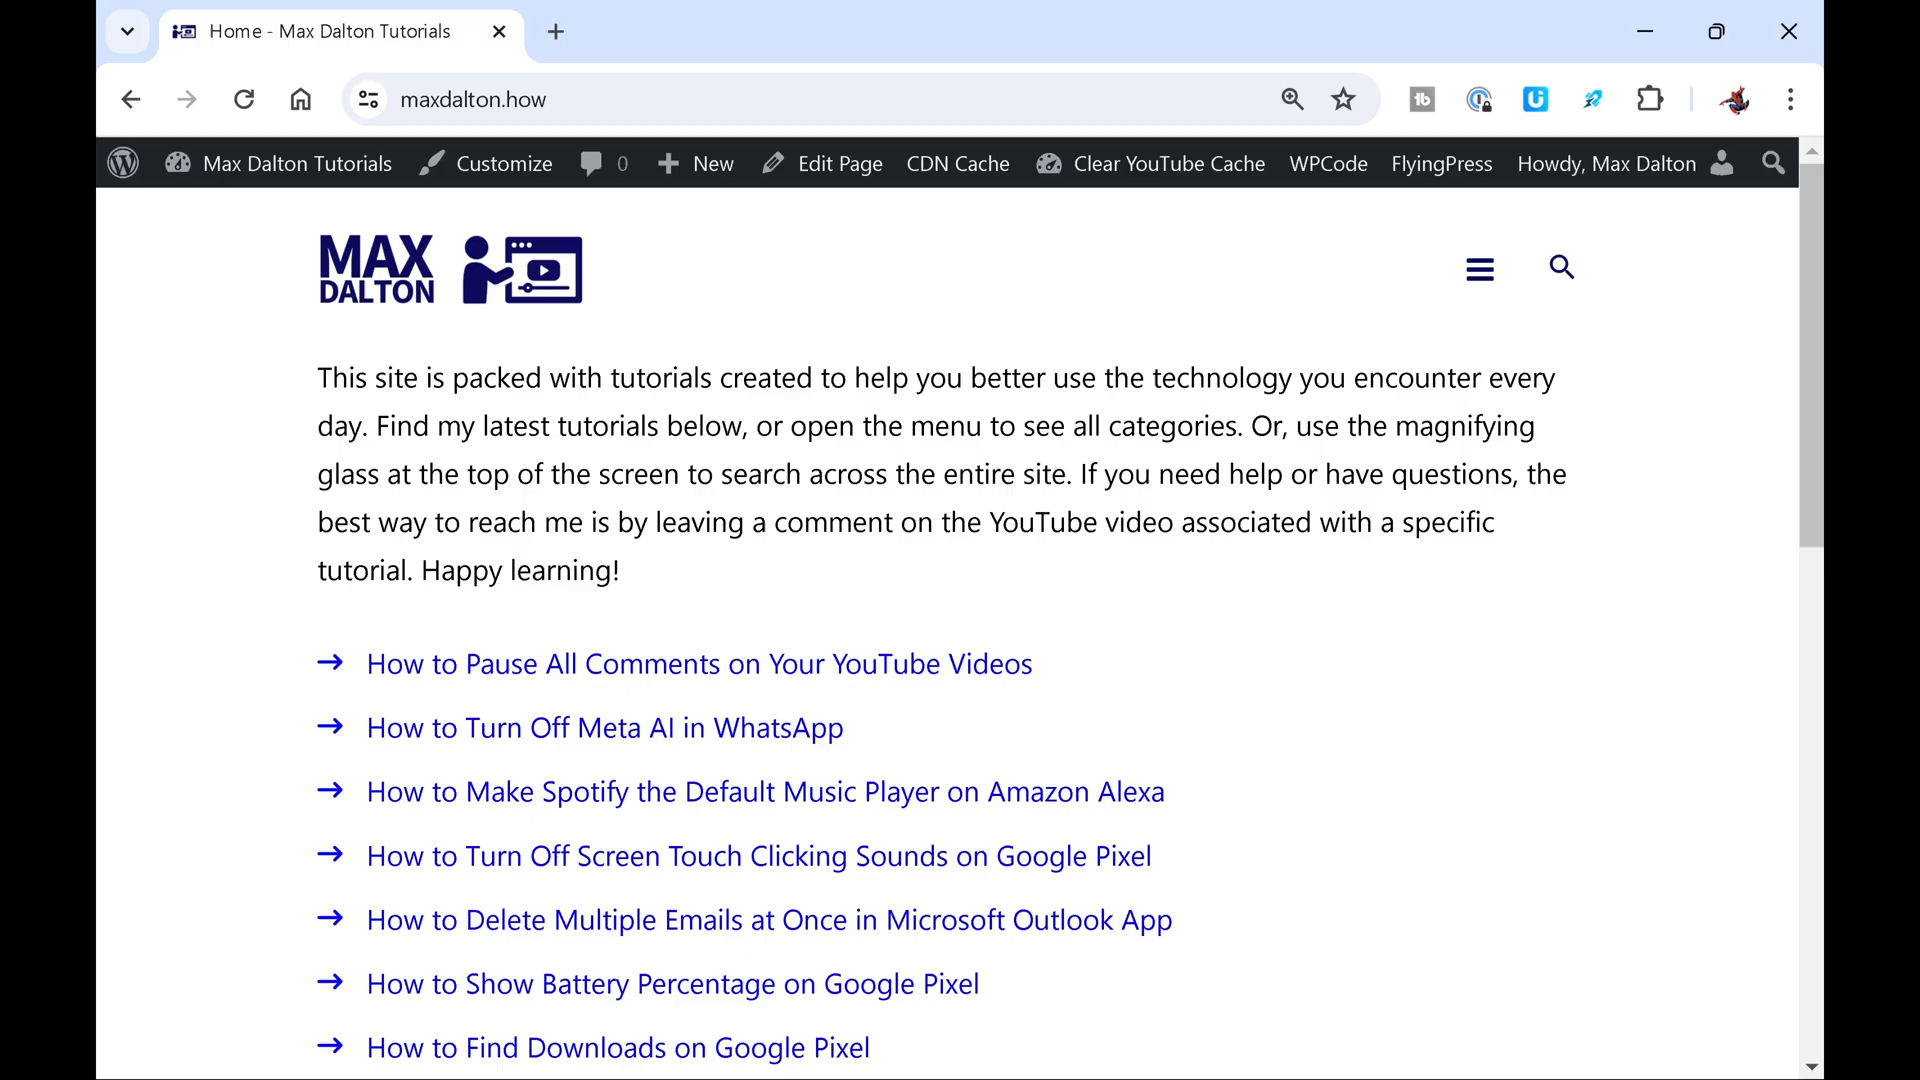 Home - Max Dalton Tutorials
maxdalton.how
Max Dalton Tutorials Customize 0 New Edit Page CDN Cache Clear YouTube Cache WPCode FlyingPress Howdy, Max Dalton
MAX
DALTON
This site is packed with tutorials created to help you better use the technology you encounter every
day. Find my latest tutorials below, or open the menu to see all categories. Or, use the magnifying
glass at the top of the screen to search across the entire site. If you need help or have questions, the
best way to reach me is by leaving a comment on the YouTube video associated with a specific
tutorial. Happy learning!
How to Pause All Comments on Your YouTube Videos
How to Turn Off Meta AI in WhatsApp
How to Make Spotify the Default Music Player on Amazon Alexa
How to Turn Off Screen Touch Clicking Sounds on Google Pixel
How to Delete Multiple Emails at Once in Microsoft Outlook App
How to Show Battery Percentage on Google Pixel
How to Find Downloads on Google Pixel